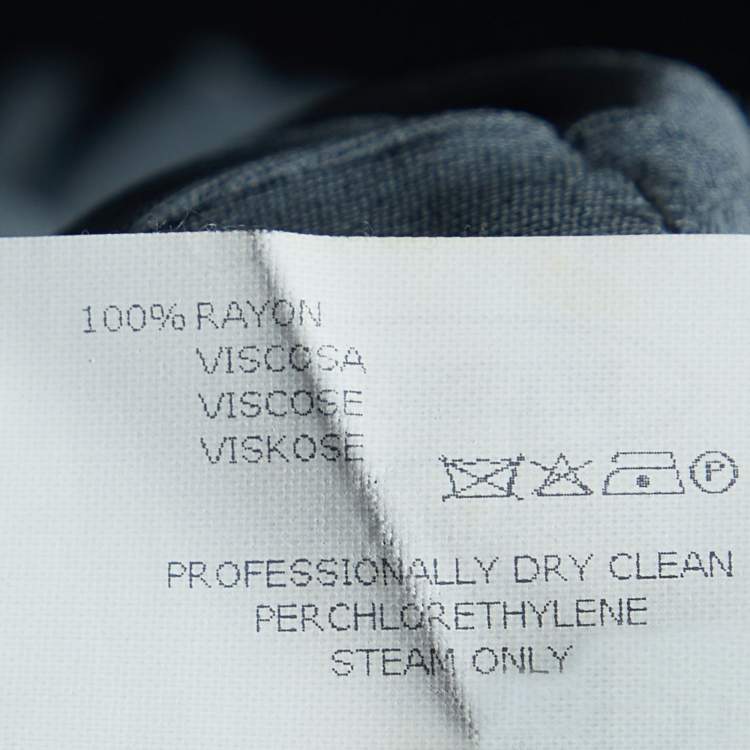 100% RAYON
VISCOSA
VISCOSE
VISKOSE
P
PROFESSIONALLY DRY CLEAN
PERCHLORETHYLENE
STEAM ONLY